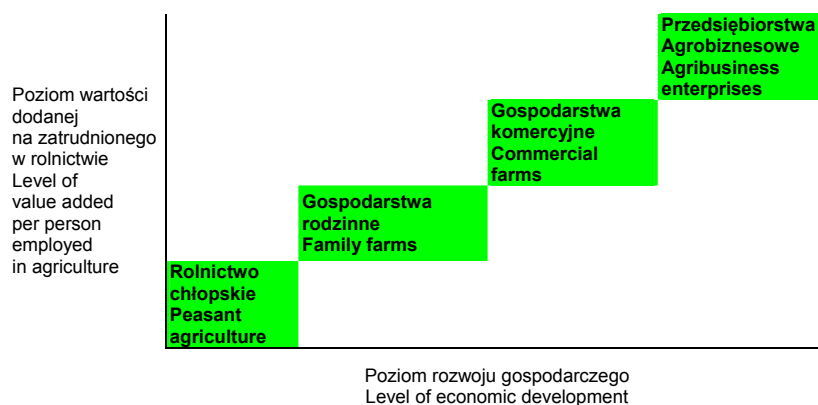 Poziom wartości
dodanej
na zatrudnionego
w rolnictwie
Level of
value added
per person
employed
in agriculture
Przedsiębiorstwa
Agrobiznesowe
Agribusiness
enterprises
Gospodarstwa
komercyjne
Commercial
farms
Gospodarstwa
rodzinne
Family farms
Rolnictwo
chłopskie
Peasant
agriculture
Poziom rozwoju gospodarczego
Level of economic development